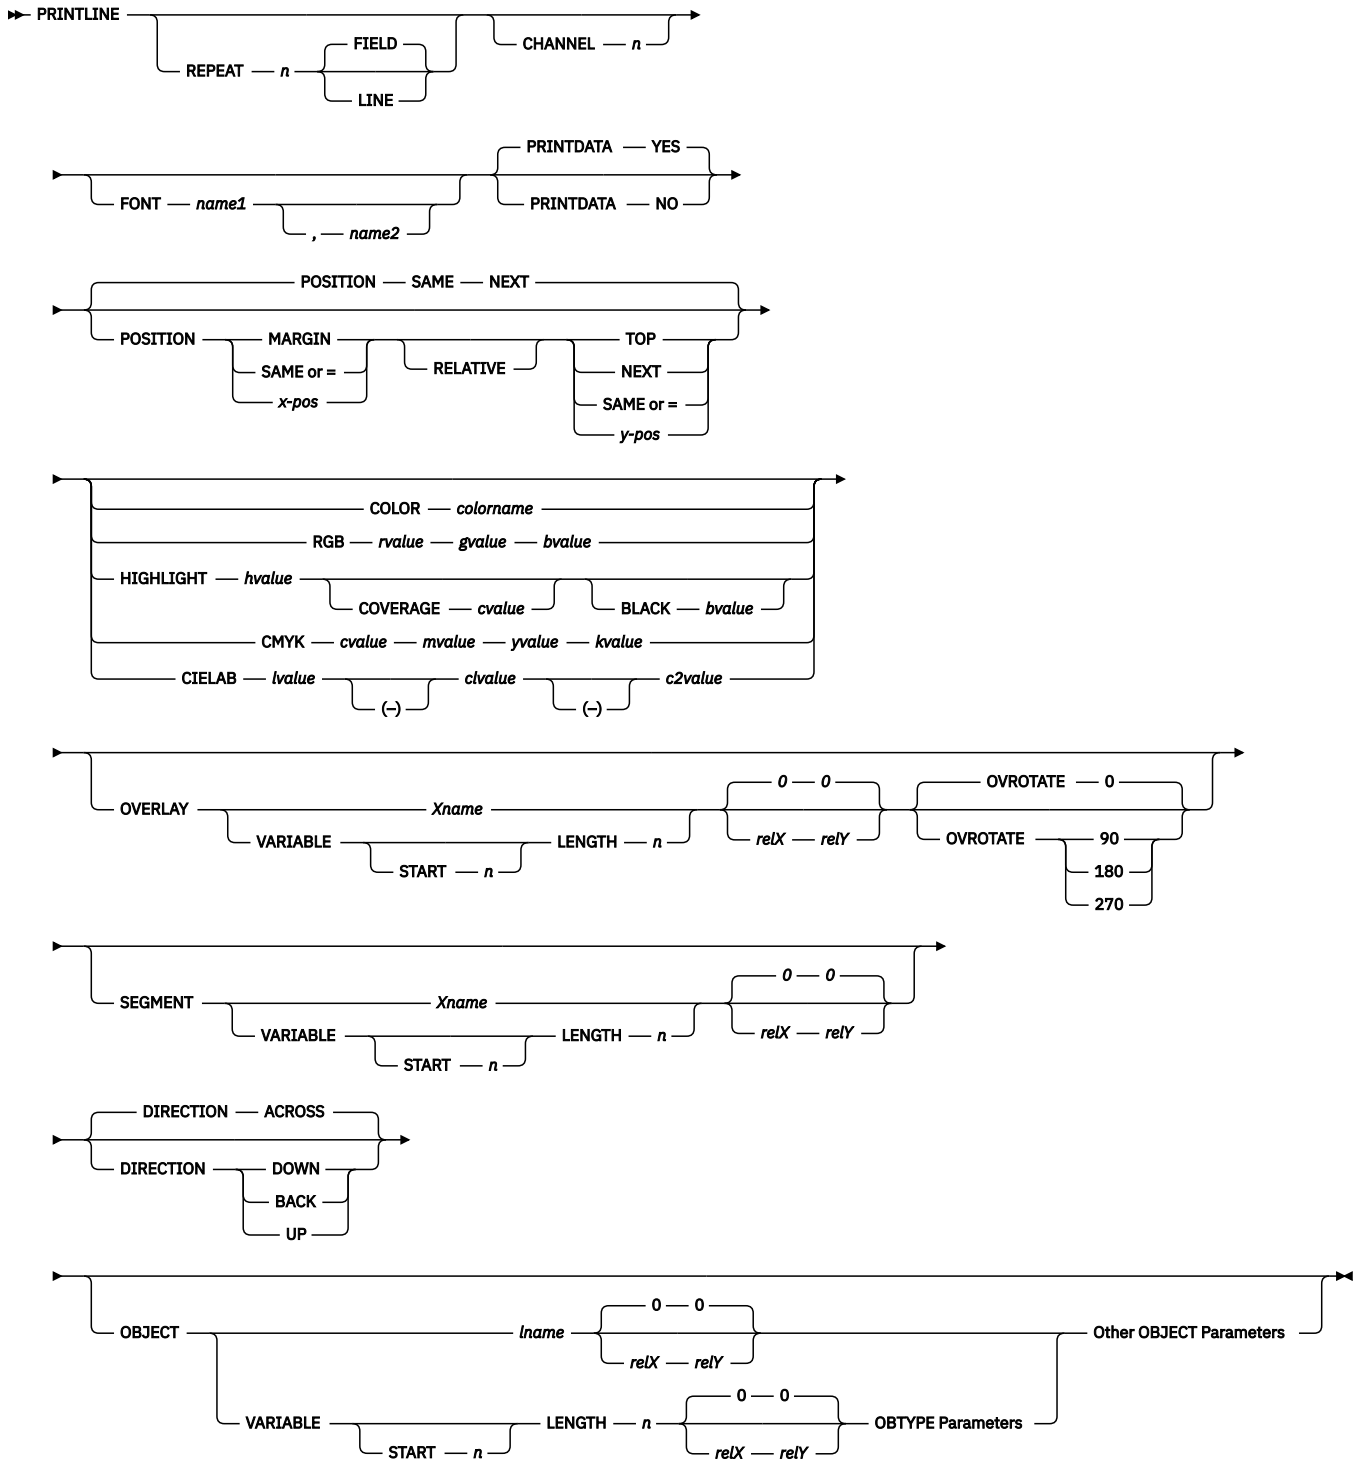 PRINTLINE
FIELD
REPEAT n
LINE
CHANNEL n
PRINTDATA YES
FONT name1
, name2
PRINTDATA NO
POSITION SAME NEXT
POSITION MARGIN
SAME or =
x-pos
RELATIVE
TOP
NEXT
SAME or =
y-pos
COLOR colorname
RGB rvalue gvalue bvalue
HIGHLIGHT hvalue
COVERAGE cvalue
BLACK bvalue
CMYK cvalue mvalue yvalue kvalue
CIELAB lvalue (–) clvalue (–) c2value
0 0
OVROTATE 0
OVERLAY Xname
VARIABLE START n LENGTH n
relX relY
OVROTATE 90
180
270
0 0
SEGMENT Xname
VARIABLE START n LENGTH n
relX relY
DIRECTION ACROSS
DIRECTION DOWN
BACK
UP
0 0
OBJECT lname
relX relY
Other OBJECT Parameters
0 0
VARIABLE START n LENGTH n
relX relY
OBTYPE Parameters